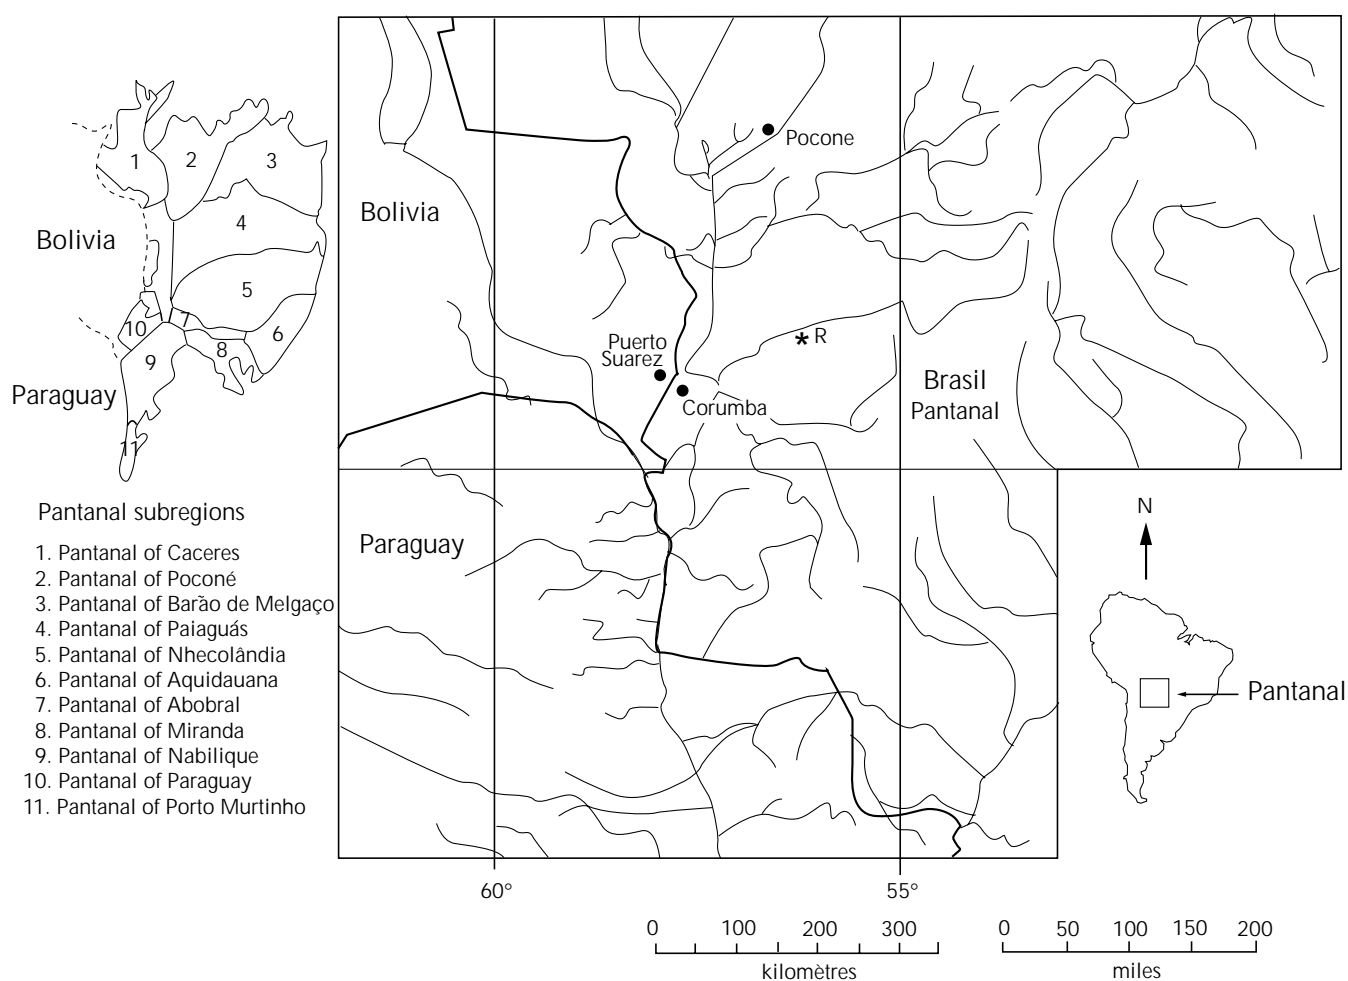 Pocone
Bolivia
Puerto
Suarez
Corumba
* R
Brasil
Pantanal
Paraguay
1
2
3
4
5
6
7
8
9
10
11
Bolivia
Paraguay
Pantanal subregions
1. Pantanal of Caceres
2. Pantanal of Poconé
3. Pantanal of Barão de Melgaço
4. Pantanal of Paiaguás
5. Pantanal of Nhecolândia
6. Pantanal of Aquidauana
7. Pantanal of Abobral
8. Pantanal of Miranda
9. Pantanal of Nabilique
10. Pantanal of Paraguay
11. Pantanal of Porto Murtinho
N
Pantanal
60° 55°
0 100 200 300
kilomètres
0 50 100 150 200
miles